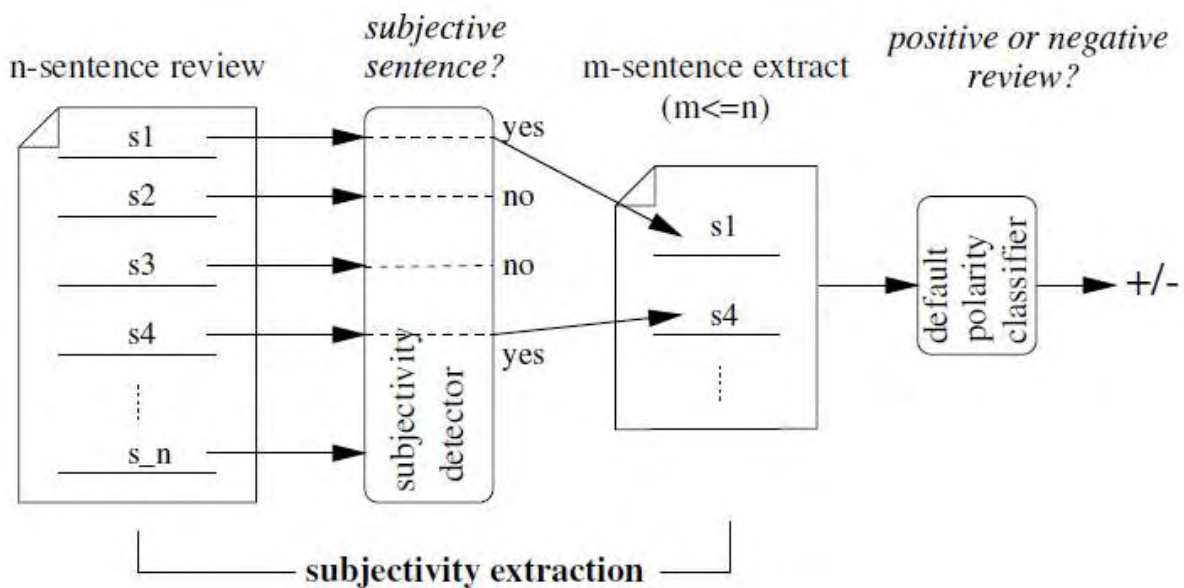 n-sentence review
subjective
sentence?
m-sentence extract
(m<=n)
positive or negative
review?
s1
s2
s3
s4
s_n
subjectivity
detector
yes
no
no
yes
s1
s4
default
polarity
classifier
+/-
subjectivity extraction